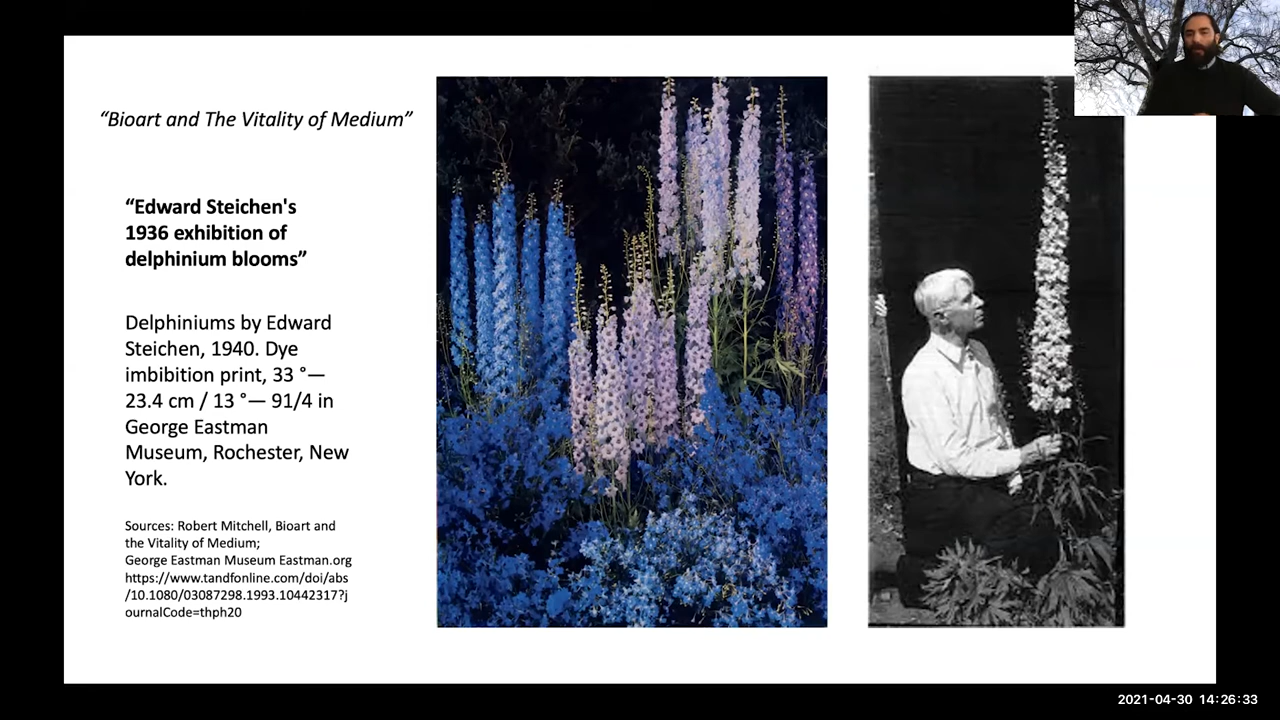 “Bioart and The Vitality of Medium”
“Edward Steichen's
1936 exhibition of
delphinium blooms”
Delphiniums by Edward
Steichen, 1940. Dye
imbibition print, 33 °—
23.4 cm / 13 °— 91/4 in
George Eastman
Museum, Rochester, New
York.
Sources: Robert Mitchell, Bioart and
the Vitality of Medium;
George Eastman Museum Eastman.org
https://www.tandfonline.com/doi/abs
/10.1080/03087298.1993.10442317?j
ournalCode=thph20
2021-04-30 14:26:33